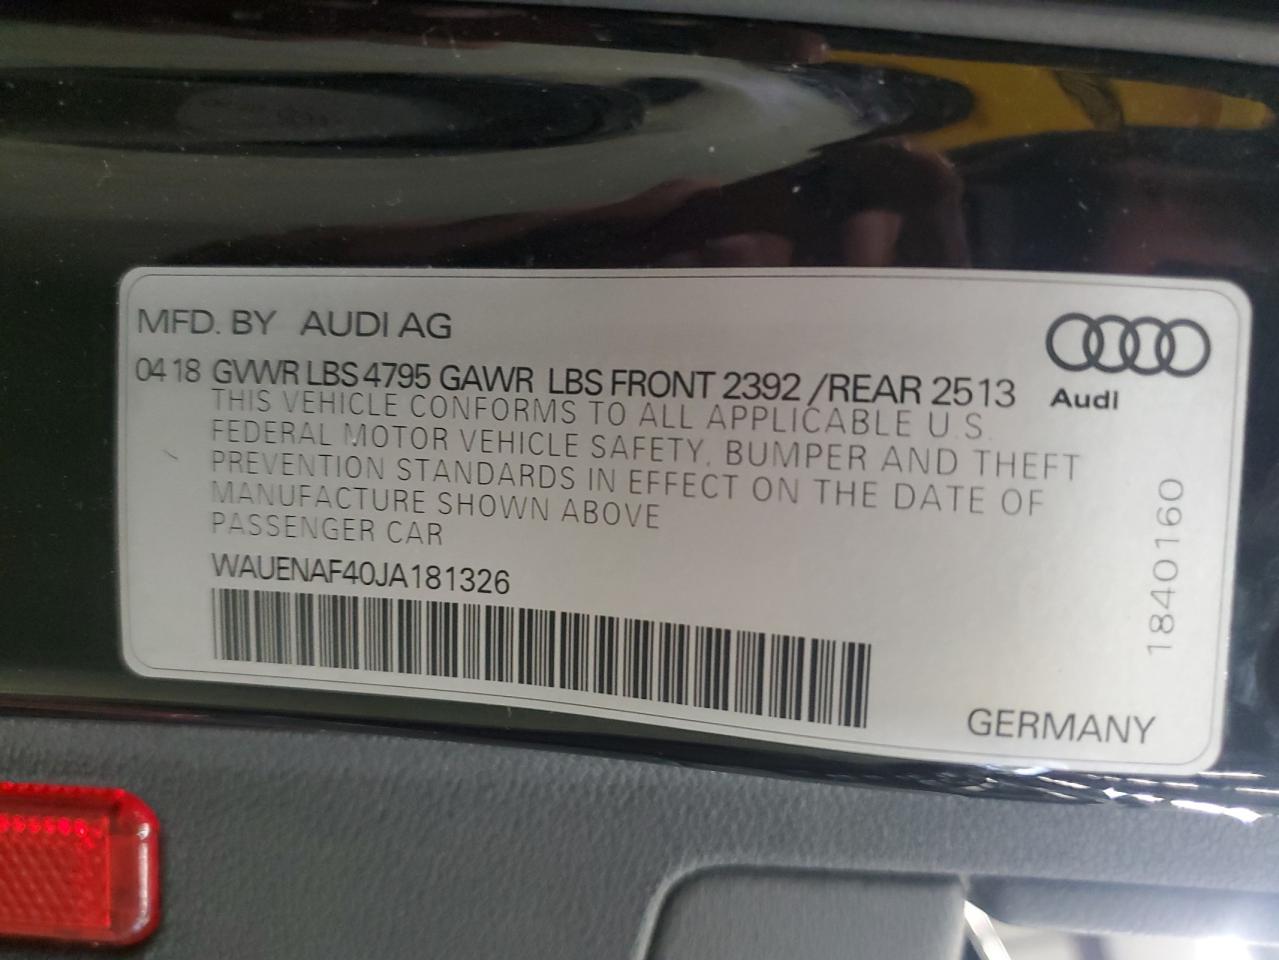 MFD. BY AUDI AG
04 18 GVWR LBS 4795 GAWR LBS FRONT 2392 /REAR 2513
Audi
THIS VEHICLE CONFORMS TO ALL APPLICABLE U.S.
FEDERAL MOTOR VEHICLE SAFETY, BUMPER AND THEFT
PREVENTION STANDARDS IN EFFECT ON THE DATE OF
MANUFACTURE SHOWN ABOVE
PASSENGER CAR
WAUENAF40JA181326
1840160
GERMANY